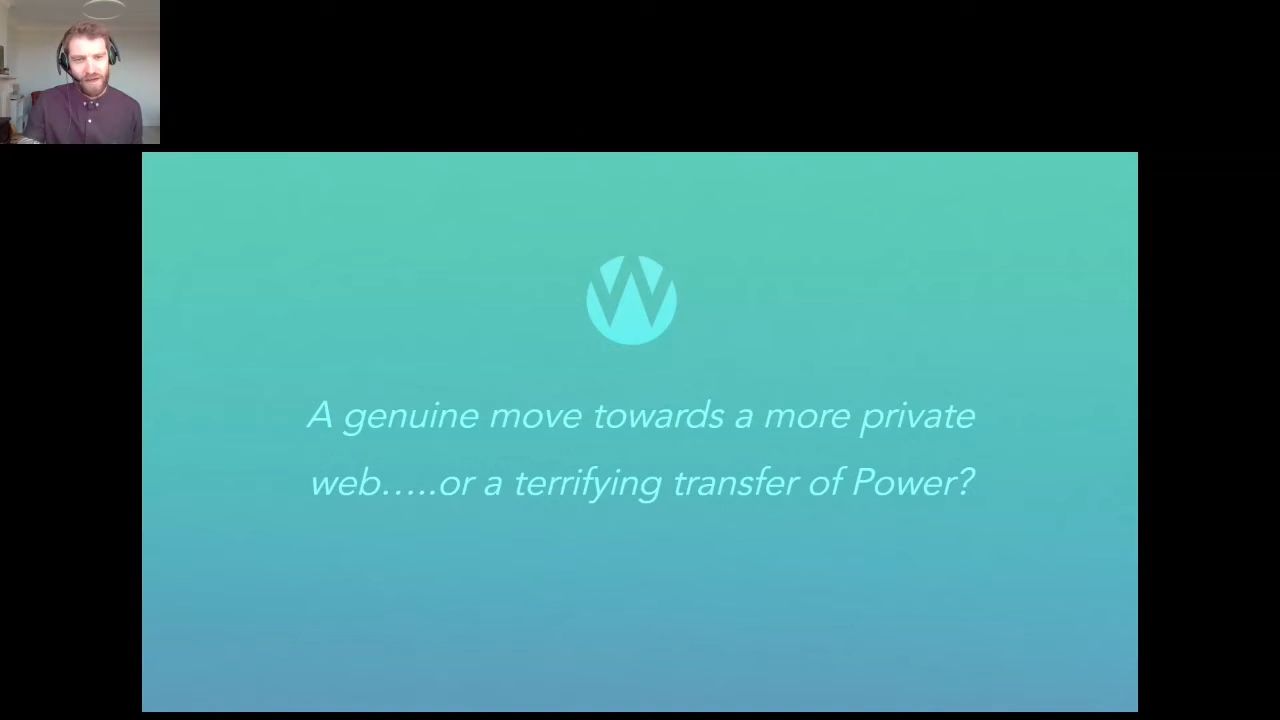 W
A genuine move towards a more private
web.....or a terrifying transfer of Power?